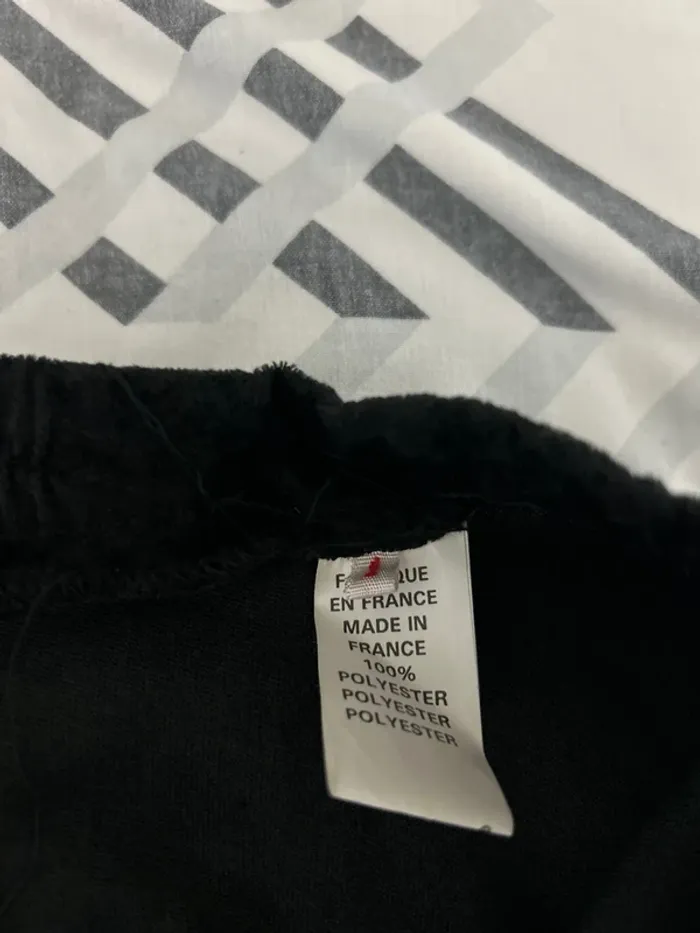 EN FRANCE
MADE IN
FRANCE
100%
POLYESTER
POLYESTER
POLYESTER